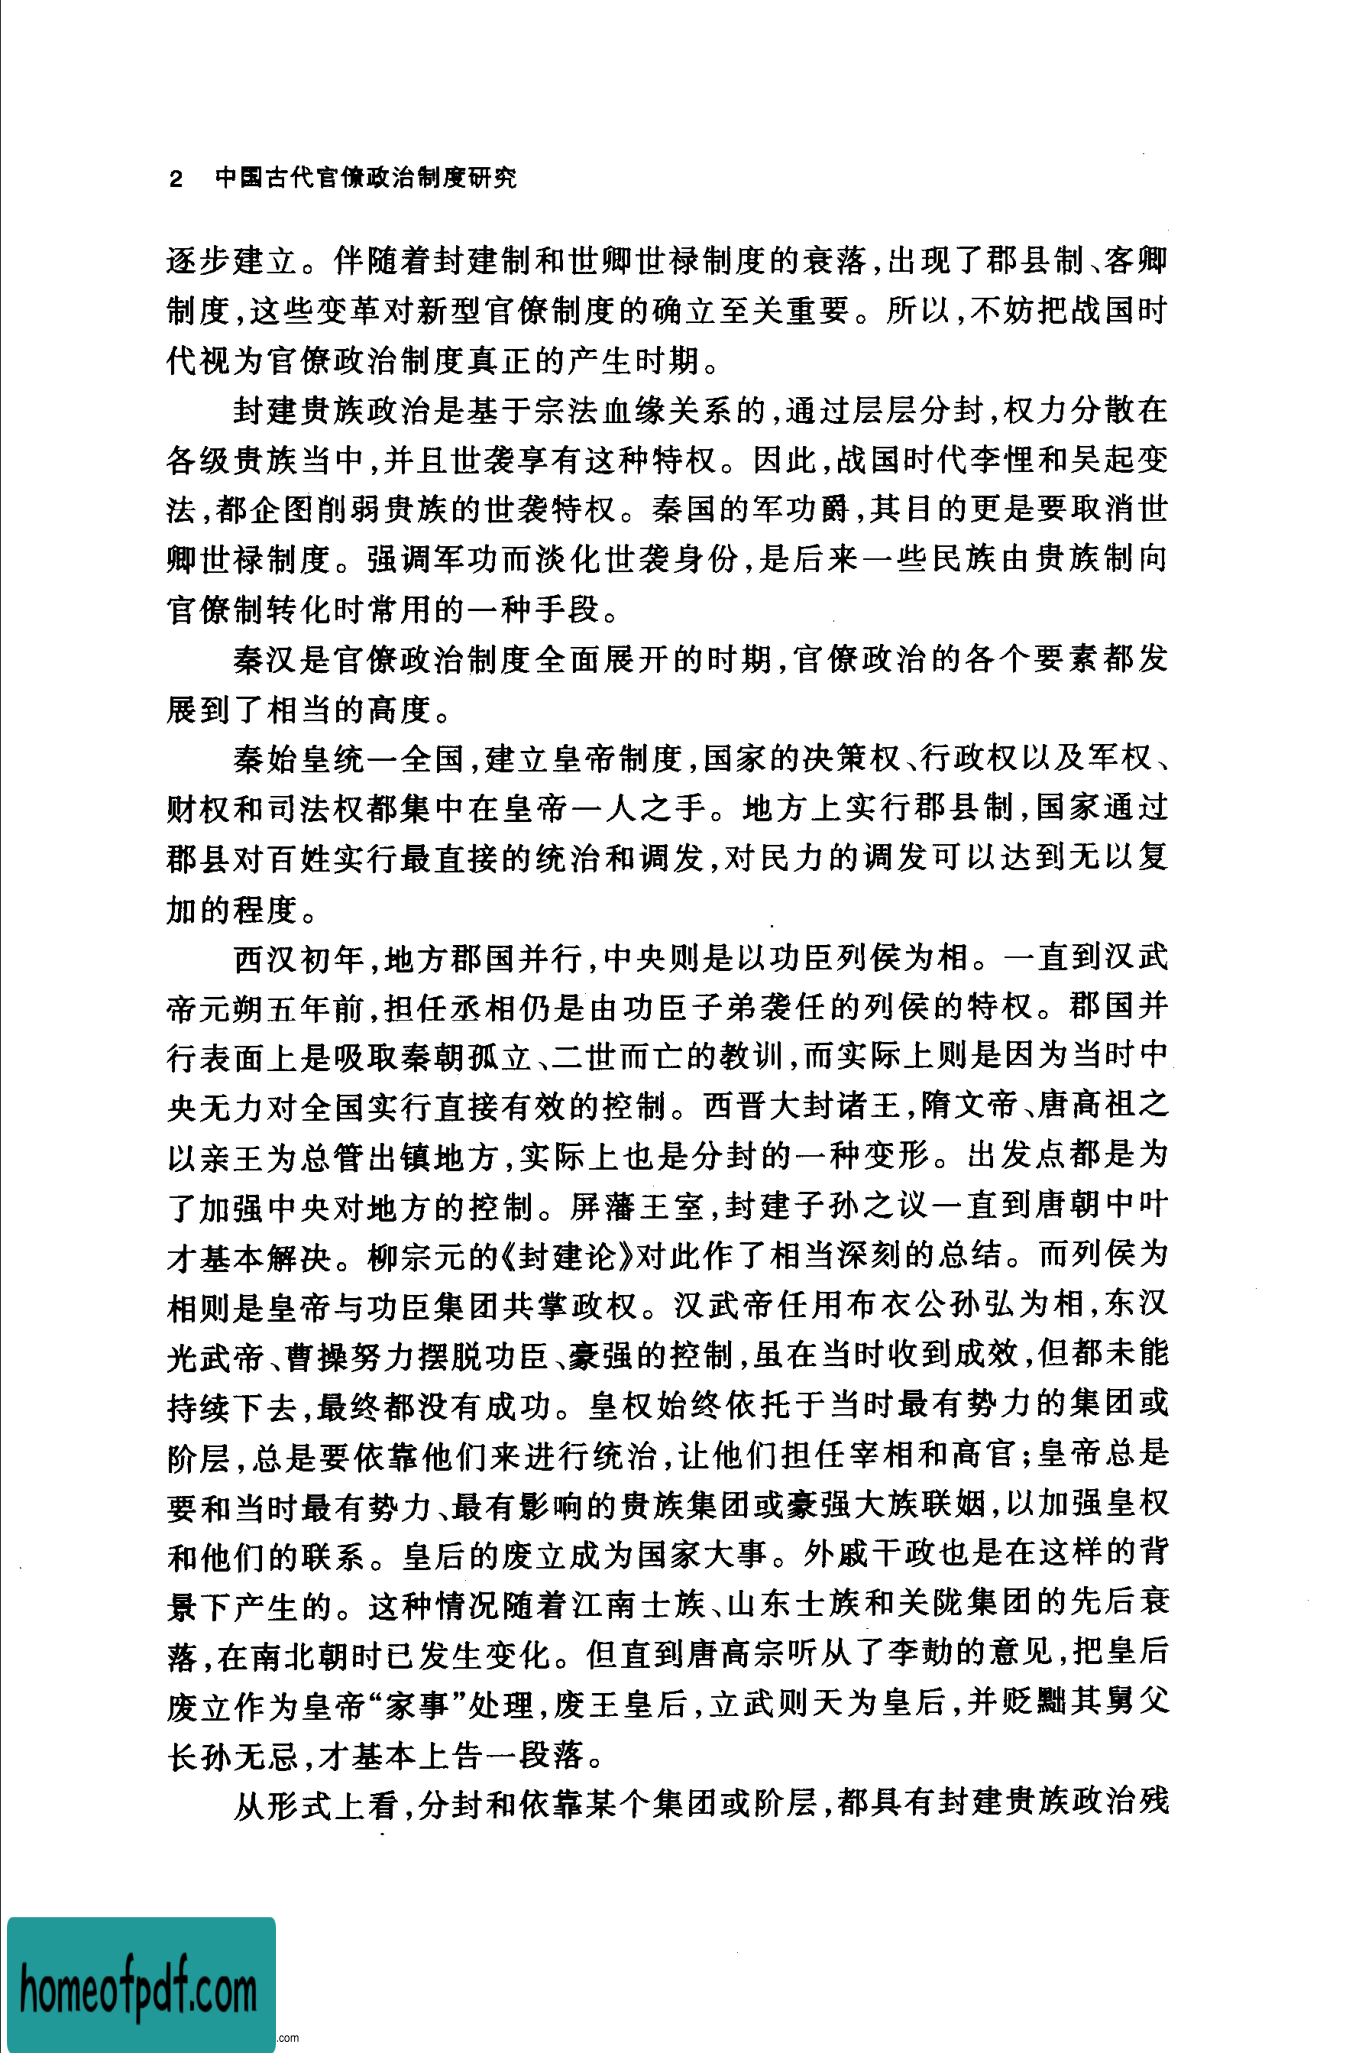 2 中国古代官僚政治制度研究
逐步建立。伴随着封建制和世卿世禄制度的衰落,出现了郡县制、客卿
制度,这些变革对新型官僚制度的确立至关重要。所以,不妨把战国时
代视为官僚政治制度真正的产生时期。
封建贵族政治是基于宗法血缘关系的,通过层层分封,权力分散在
各级贵族当中,并且世袭享有这种特权。因此,战国时代李悝和吴起变
法,都企图削弱贵族的世袭特权。秦国的军功爵,其目的更是要取消世
卿世禄制度。强调军功而淡化世袭身份,是后来一些民族由贵族制向
官僚制转化时常用的一种手段。
秦汉是官僚政治制度全面展开的时期,官僚政治的各个要素都发
展到了相当的高度。
秦始皇统一全国,建立皇帝制度,国家的决策权、行政权以及军权、
财权和司法权都集中在皇帝一人之手。地方上实行郡县制,国家通过
郡县对百姓实行最直接的统治和调发,对民力的调发可以达到无以复
加的程度。
西汉初年,地方郡国并行,中央则是以功臣列侯为相。一直到汉武
帝元朔五年前,担任丞相仍是由功臣子弟袭任的列侯的特权。郡国并
行表面上是吸取秦朝孤立、二世而亡的教训,而实际上则是因为当时中
央无力对全国实行直接有效的控制。西晋大封诸王,隋文帝、唐高祖之
以亲王为总管出镇地方,实际上也是分封的一种变形。出发点都是为
了加强中央对地方的控制。屏藩王室,封建子孙之议一直到唐朝中叶
才基本解决。柳宗元的《封建论》对此作了相当深刻的总结。而列侯为
相则是皇帝与功臣集团共掌政权。汉武帝任用布衣公孙弘为相,东汉
光武帝、曹操努力摆脱功臣、豪强的控制,虽在当时收到成效,但都未能
持续下去,最终都没有成功。皇权始终依托于当时最有势力的集团或
阶层,总是要依靠他们来进行统治,让他们担任宰相和高官;皇帝总是
要和当时最有势力、最有影响的贵族集团或豪强大族联姻,以加强皇权
和他们的联系。皇后的废立成为国家大事。外戚干政也是在这样的背
景下产生的。这种情况随着江南士族、山东士族和关陇集团的先后衰
落,在南北朝时已发生变化。但直到唐高宗听从了李勣的意见,把皇后
废立作为皇帝“家事”处理,废王皇后,立武则天为皇后,并贬黜其舅父
长孙无忌,才基本上告一段落。
从形式上看,分封和依靠某个集团或阶层,都具有封建贵族政治残
homeofpdf.com
.com